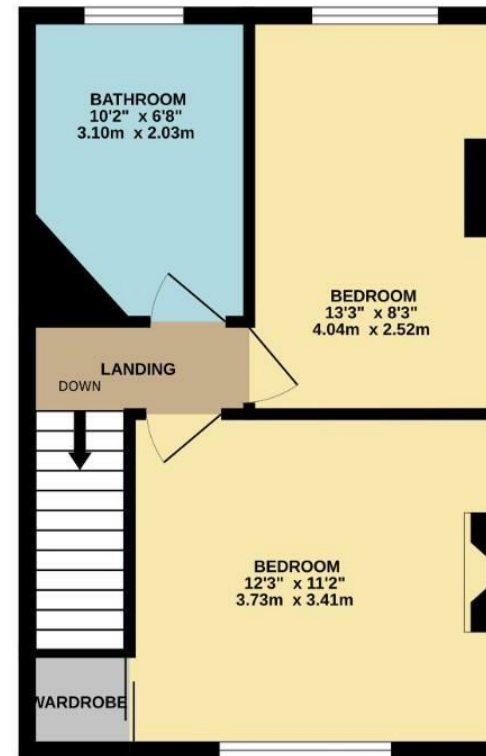 BATHROOM
10'2" x 6'8"
3.10m x 2.03m
BEDROOM
13'3" x 8'3"
4.04m x 2.52m
LANDING
DOWN
BEDROOM
12'3" x 11'2"
3.73m x 3.41m
WARDROBE